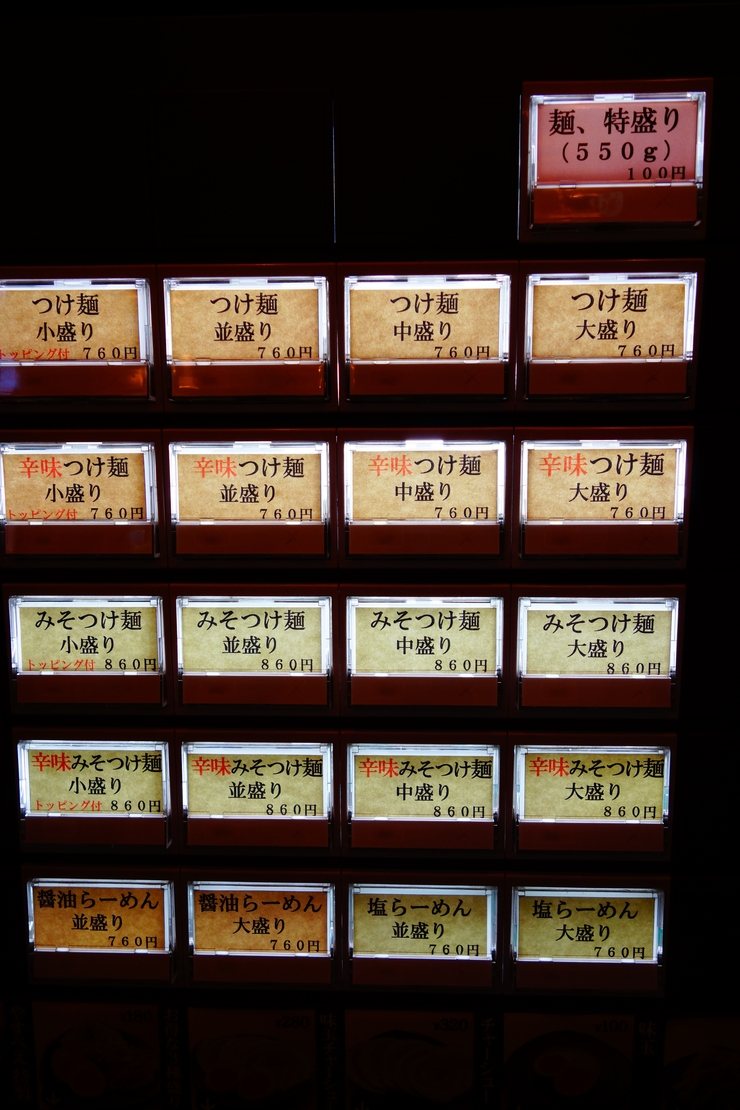 麺、特盛り
(550g)
100円
つけ麺
小盛り
トッピング付 760円
つけ麺
並盛り
760円
つけ麺
中盛り
760円
つけ麺
大盛り
760円
辛味つけ麺
小盛り
トッピング付 760円
辛味つけ麺
並盛り
760円
辛味つけ麺
中盛り
760円
辛味つけ麺
大盛り
760円
みそつけ麺
小盛り
トッピング付 860円
みそつけ麺
並盛り
860円
みそつけ麺
中盛り
860円
みそつけ麺
大盛り
860円
辛味みそつけ麺
小盛り
トッピング付 860円
辛味みそつけ麺
並盛り
860円
辛味みそつけ麺
中盛り
860円
辛味みそつけ麺
大盛り
860円
醤油らーめん
並盛り
760円
醤油らーめん
大盛り
760円
塩らーめん
並盛り
760円
塩らーめん
大盛り
760円